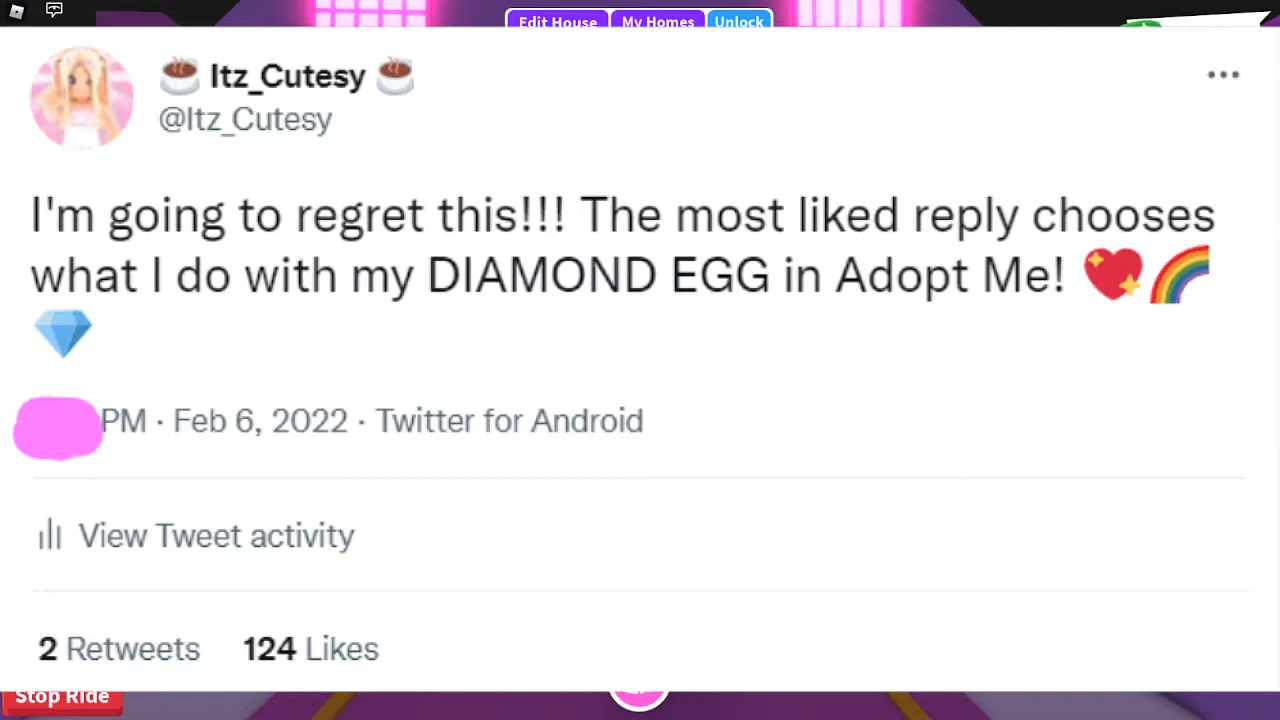 Edit House My Homes Unlock
☕ Itz_Cutesy ☕
@Itz_Cutesy
I'm going to regret this!!! The most liked reply chooses
what I do with my DIAMOND EGG in Adopt Me! 💖🌈
💎
PM · Feb 6, 2022 · Twitter for Android
View Tweet activity
2 Retweets 124 Likes
Stop Ride